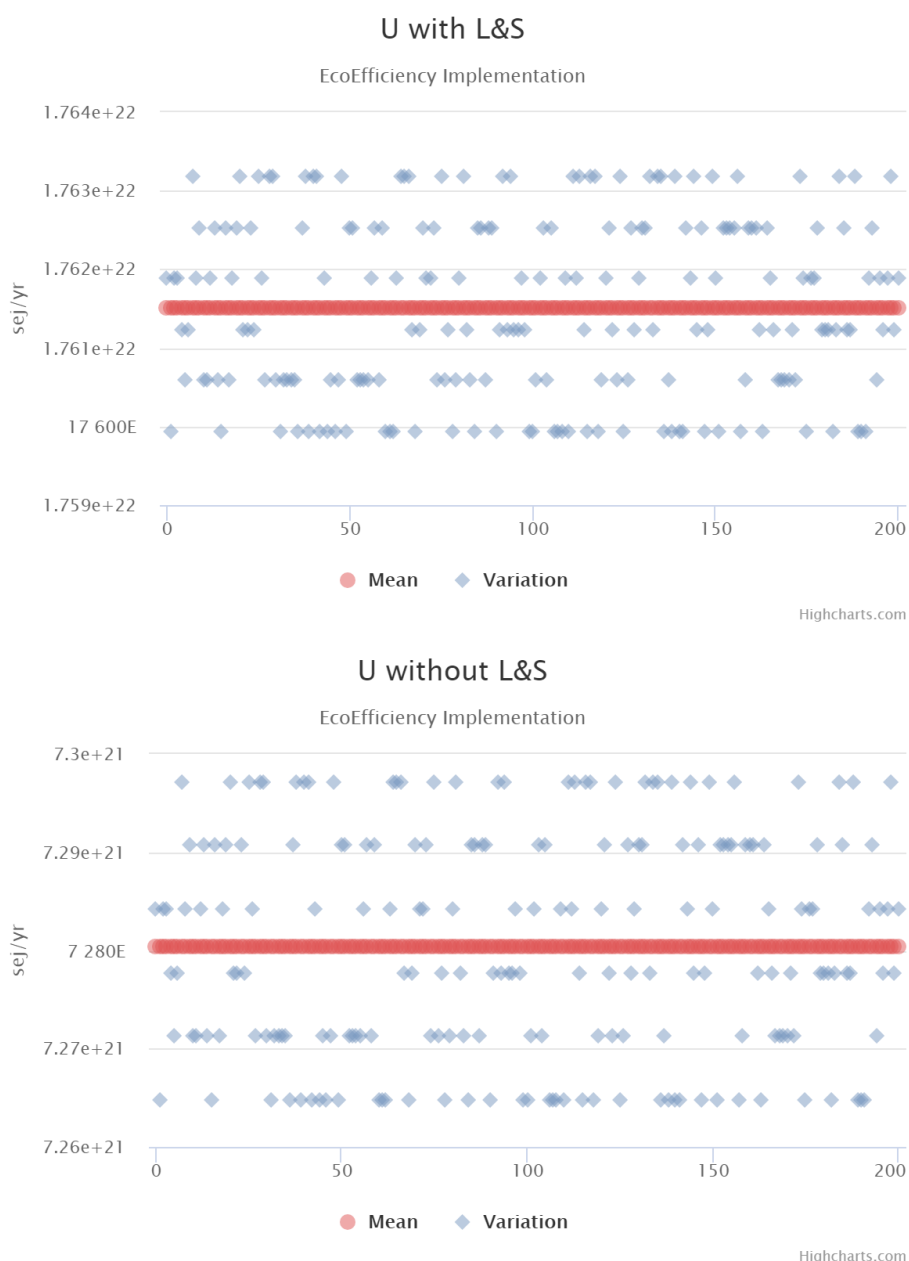 U with L&S
EcoEfficiency Implementation
1.764e+22
1.763e+22
1.762e+22
1.761e+22
17 600E
1.759e+22
sej/yr
0 50 100 150 200
Mean Variation
Highcharts.com
U without L&S
EcoEfficiency Implementation
7.3e+21
7.29e+21
7 280E
7.27e+21
7.26e+21
sej/yr
0 50 100 150 200
Mean Variation
Highcharts.com